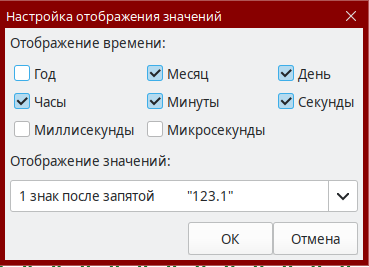 Настройка отображения значений
Отображение времени:
Год Месяц День
Часы Минуты Секунды
Миллисекунды Микросекунды
Отображение значений:
1 знак после запятой "123.1"
ОК Отмена